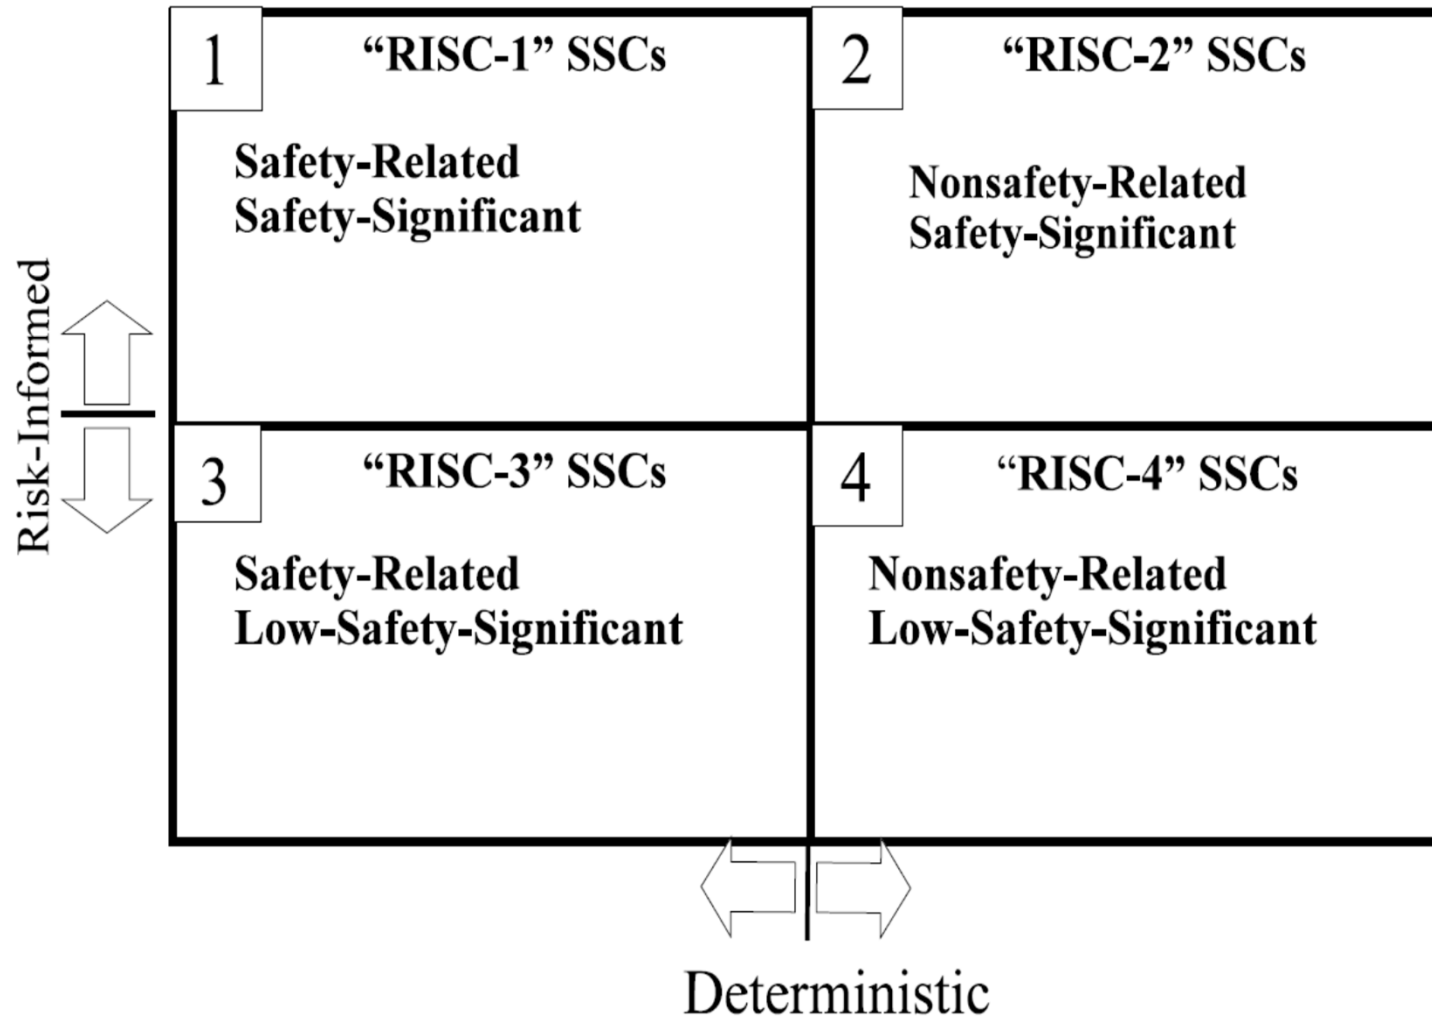 1
“RISC-1” SSCs
Safety-Related
Safety-Significant
2
“RISC-2” SSCs
Nonsafety-Related
Safety-Significant
Risk-Informed
3
“RISC-3” SSCs
Safety-Related
Low-Safety-Significant
4
“RISC-4” SSCs
Nonsafety-Related
Low-Safety-Significant
Deterministic